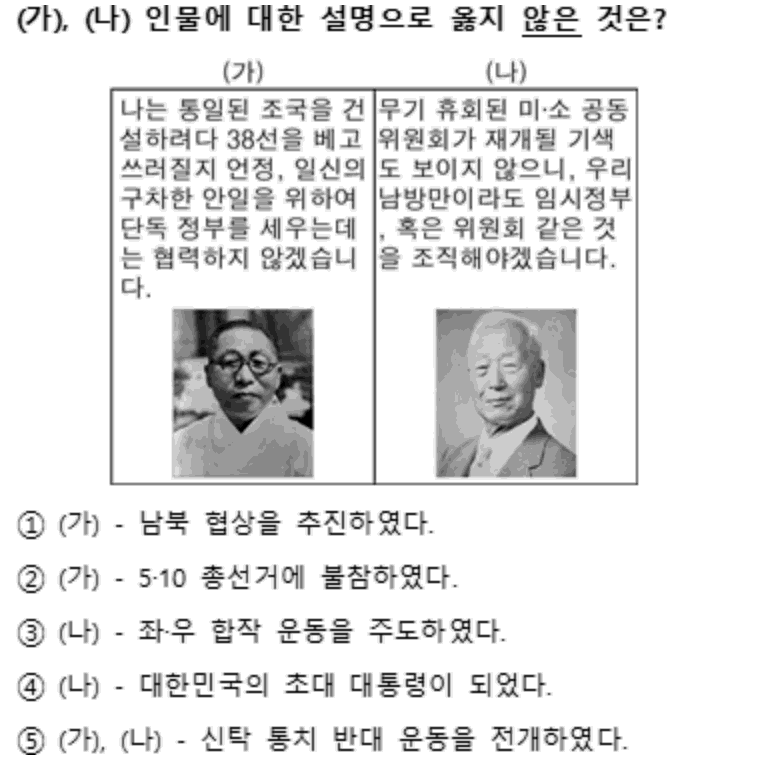 (가), (나) 인물에 대한 설명으로 옳지 않은 것은?
(가)
나는 통일된 조국을 건
설하려다 38선을 베고
쓰러질지 언정, 일신의
구차한 안일을 위하여
단독 정부를 세우는데
는 협력하지 않겠습니
다.
(나)
무기 휴회된 미·소 공동
위원회가 재개될 기색
도 보이지 않으니, 우리
남방만이라도 임시정부
, 혹은 위원회 같은 것
을 조직해야겠습니다.
① (가) - 남북 협상을 추진하였다.
② (가) - 5·10 총선거에 불참하였다.
③ (나) - 좌·우 합작 운동을 주도하였다.
④ (나) - 대한민국의 초대 대통령이 되었다.
⑤ (가), (나) - 신탁 통치 반대 운동을 전개하였다.